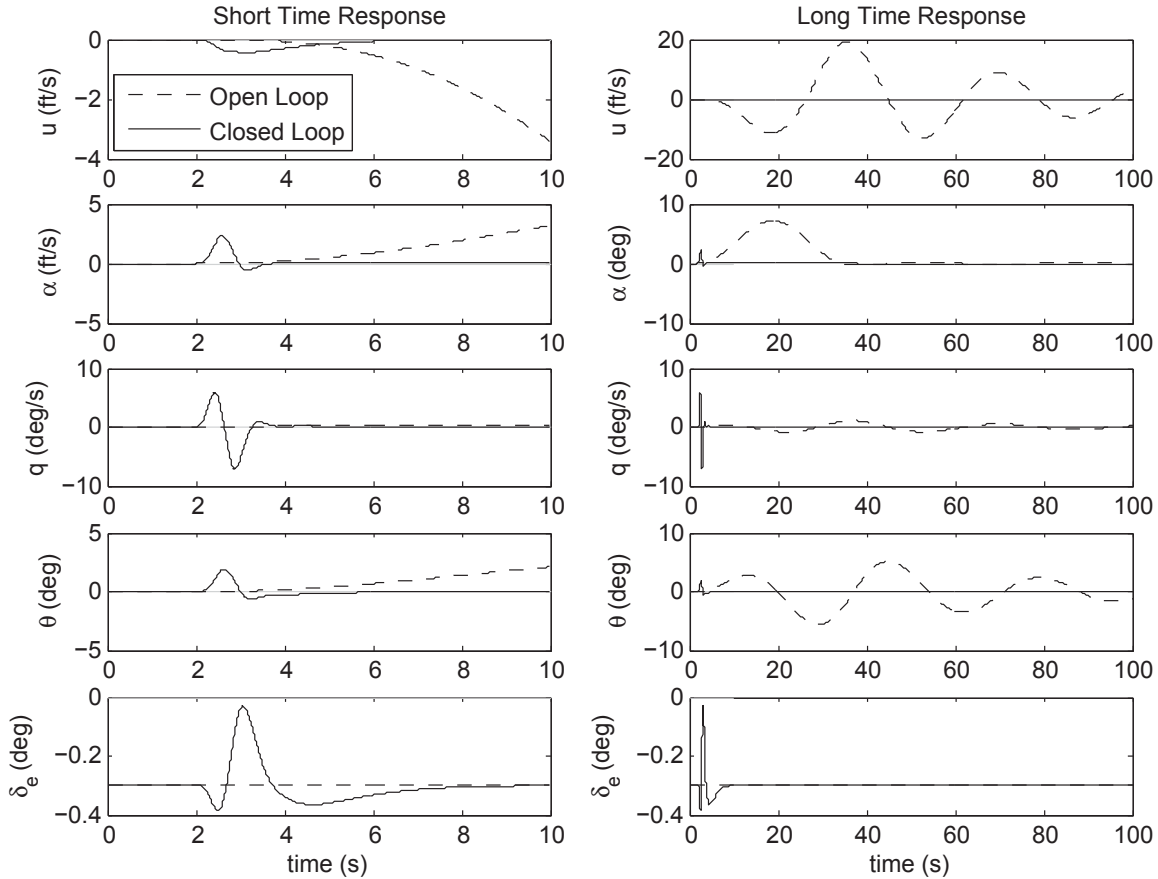 Short Time Response
Long Time Response
u (ft/s)
0
−2
−4
Open Loop
Closed Loop
0 2 4 6 8 10
u (ft/s)
20
0
−20
0 20 40 60 80 100
α (ft/s)
5
0
−5
0 2 4 6 8 10
α (deg)
10
0
−10
0 20 40 60 80 100
q (deg/s)
10
0
−10
0 2 4 6 8 10
q (deg/s)
10
0
−10
0 20 40 60 80 100
θ (deg)
5
0
−5
0 2 4 6 8 10
θ (deg)
10
0
−10
0 20 40 60 80 100
δe (deg)
0
−0.2
−0.4
0 2 4 6 8 10
time (s)
δe (deg)
0
−0.2
−0.4
0 20 40 60 80 100
time (s)